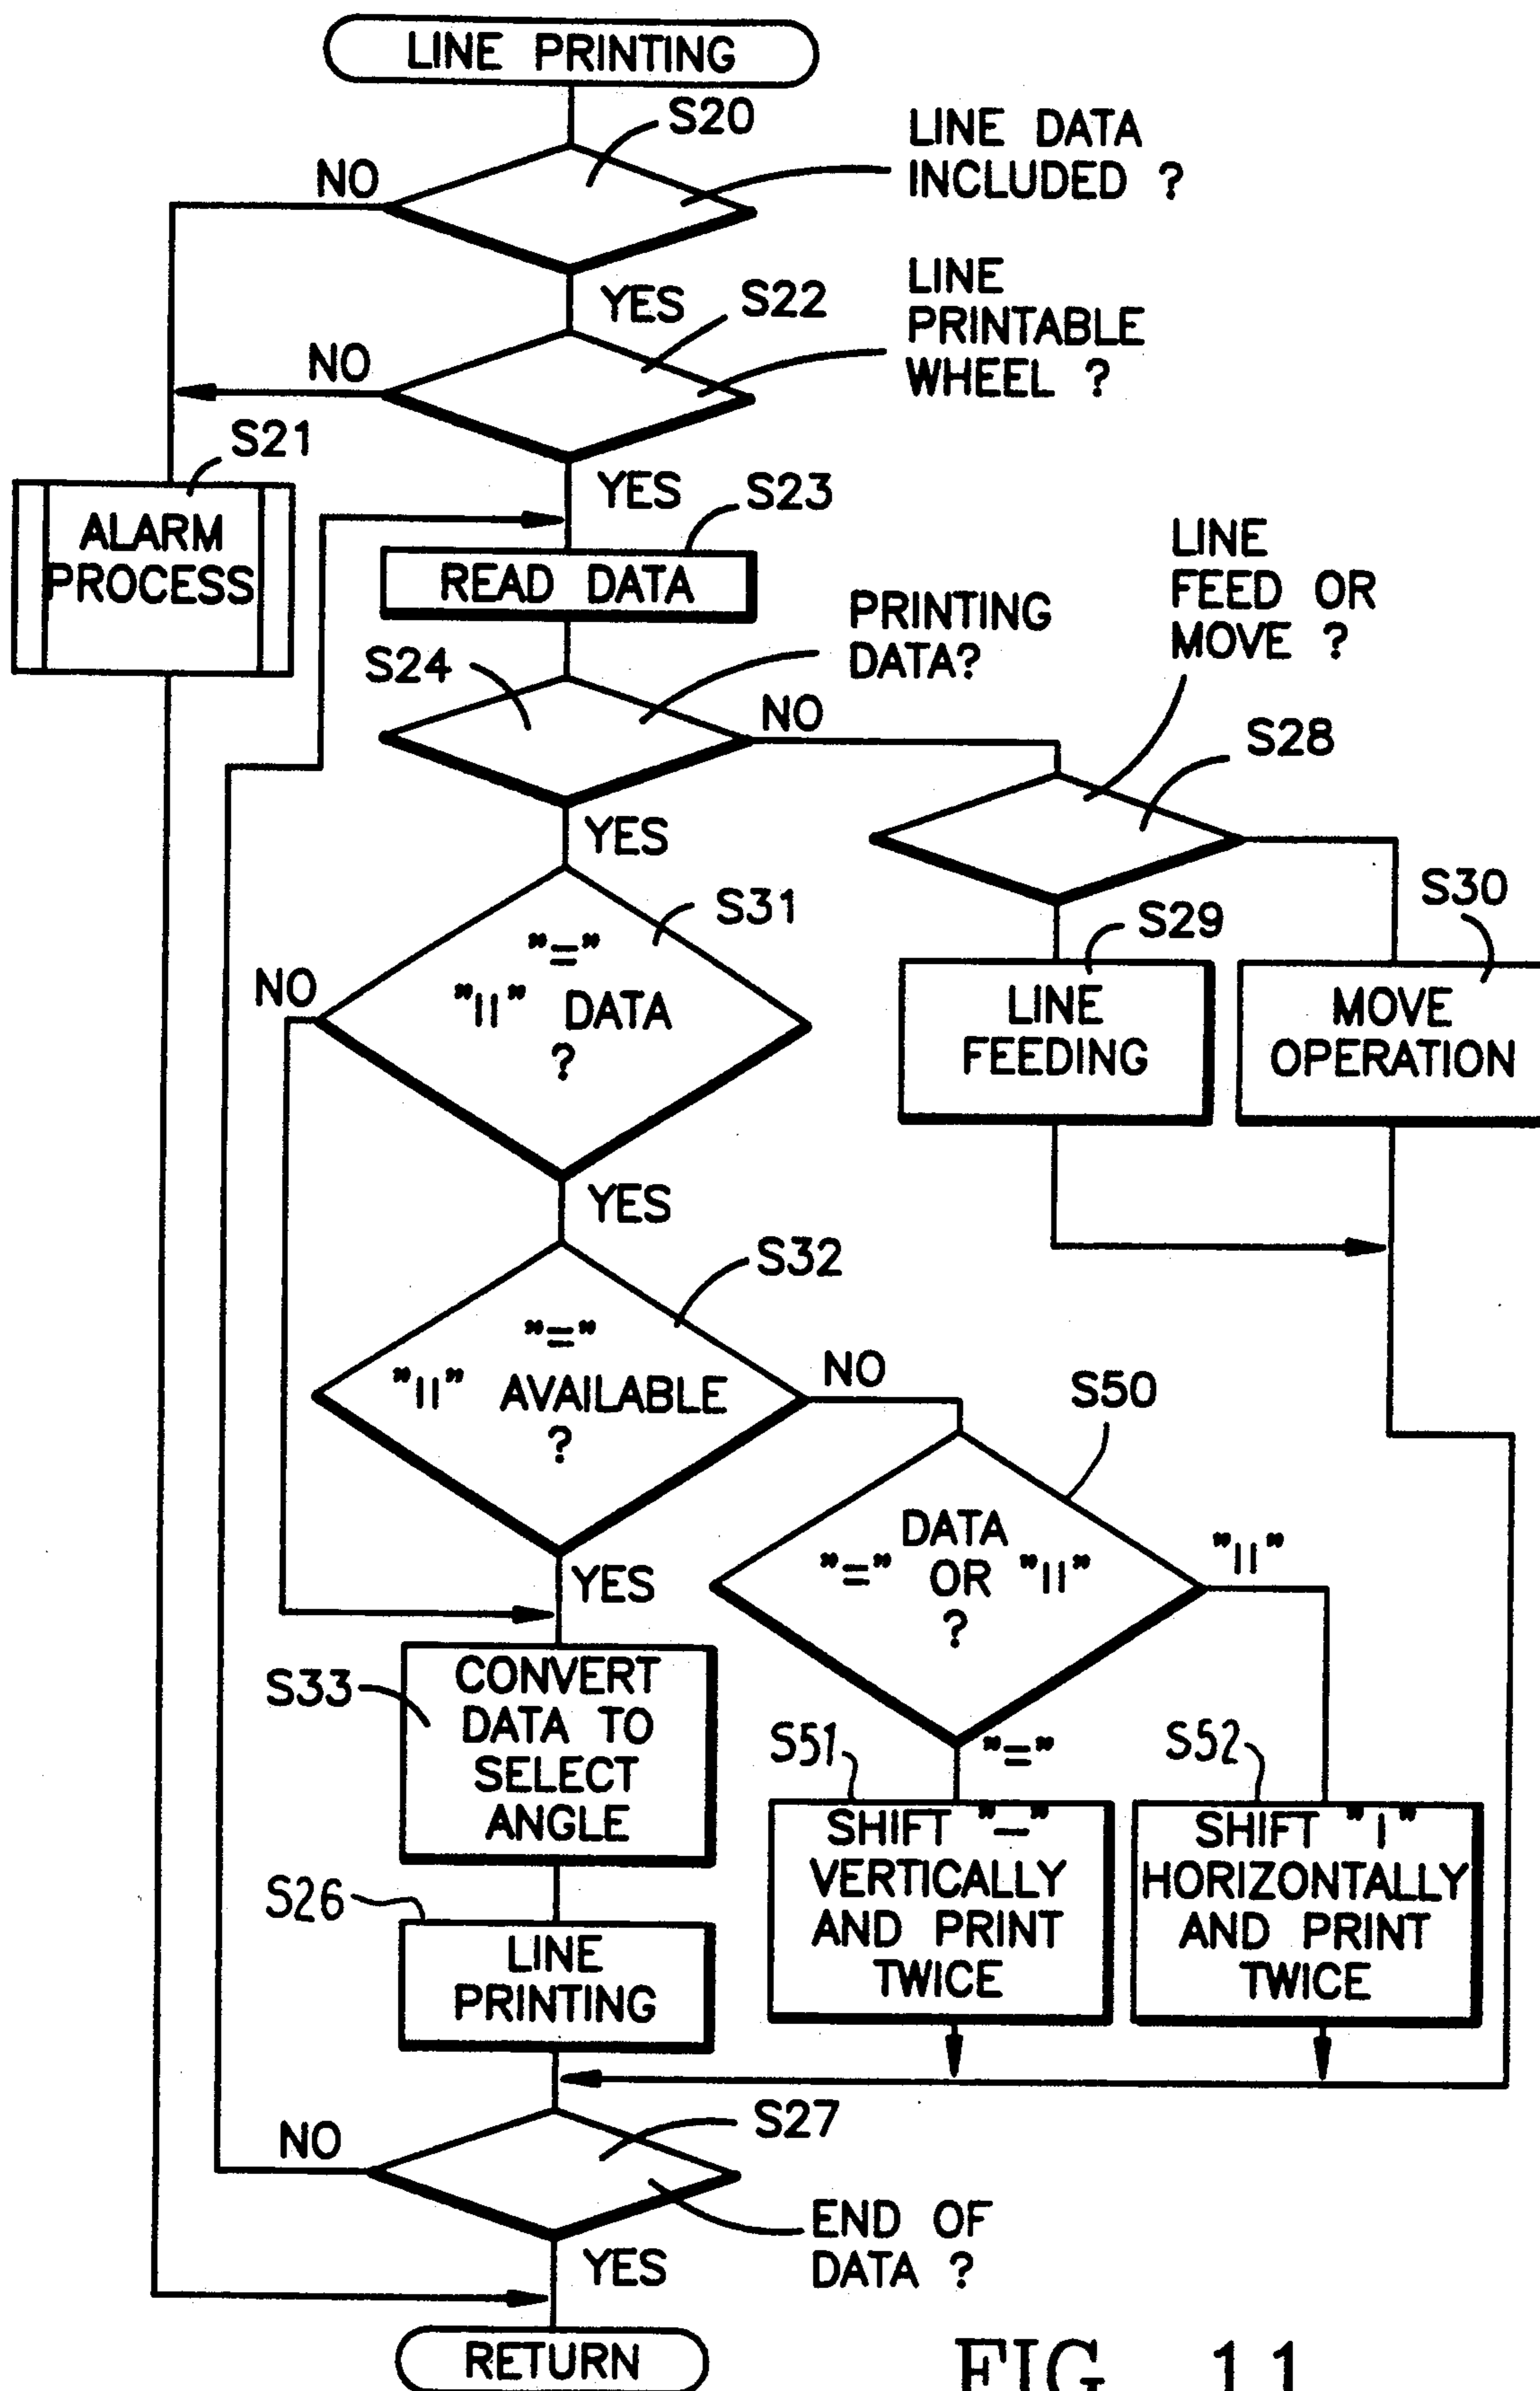 LINE PRINTING
S20
LINE DATA
INCLUDED ?
NO
YES
S22
LINE
PRINTABLE
WHEEL ?
NO
S21
ALARM
PROCESS
YES
S23
READ DATA
S24
PRINTING
DATA?
NO
LINE
FEED OR
MOVE ?
S28
YES
S29
LINE
FEEDING
S30
MOVE
OPERATION
S31
"="
"||" DATA
?
NO
YES
S32
"="
"||" AVAILABLE
?
NO
YES
S50
DATA
"=" OR "||"
?
"||"
"="
S33
CONVERT
DATA TO
SELECT
ANGLE
S51
SHIFT "—"
VERTICALLY
AND PRINT
TWICE
S52
SHIFT "|"
HORIZONTALLY
AND PRINT
TWICE
S26
LINE
PRINTING
S27
END OF
DATA ?
NO
YES
RETURN
FIG. 11